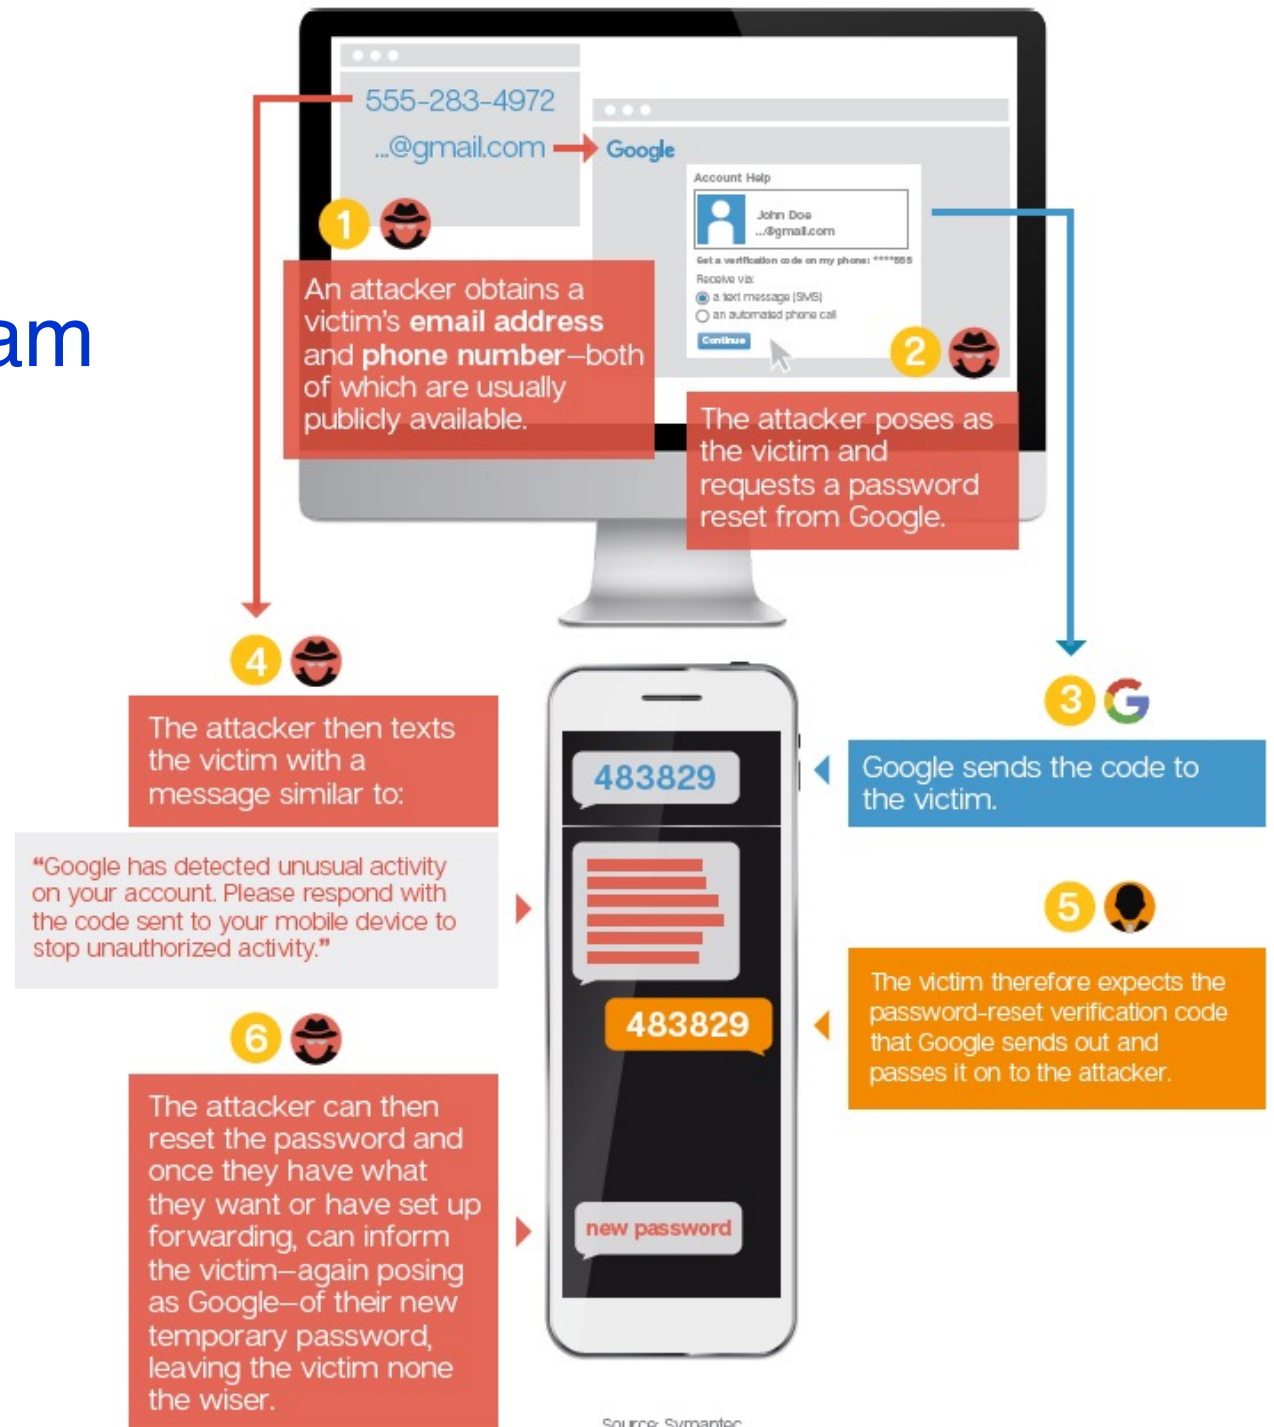 am
555-283-4972
...@gmail.com
Google
Account Help
John Doe
...@gmail.com
Get a verification code on my phone: ****555
Receive via:
a text message (SMS)
an automated phone call
Continue
1
An attacker obtains a
victim's email address
and phone number—both
of which are usually
publicly available.
2
The attacker poses as
the victim and
requests a password
reset from Google.
3
G
Google sends the code to
the victim.
483829
4
The attacker then texts
the victim with a
message similar to:
“Google has detected unusual activity
on your account. Please respond with
the code sent to your mobile device to
stop unauthorized activity.”
5
The victim therefore expects the
password-reset verification code
that Google sends out and
passes it on to the attacker.
483829
6
The attacker can then
reset the password and
once they have what
they want or have set up
forwarding, can inform
the victim—again posing
as Google—of their new
temporary password,
leaving the victim none
the wiser.
new password
Source: Symantec